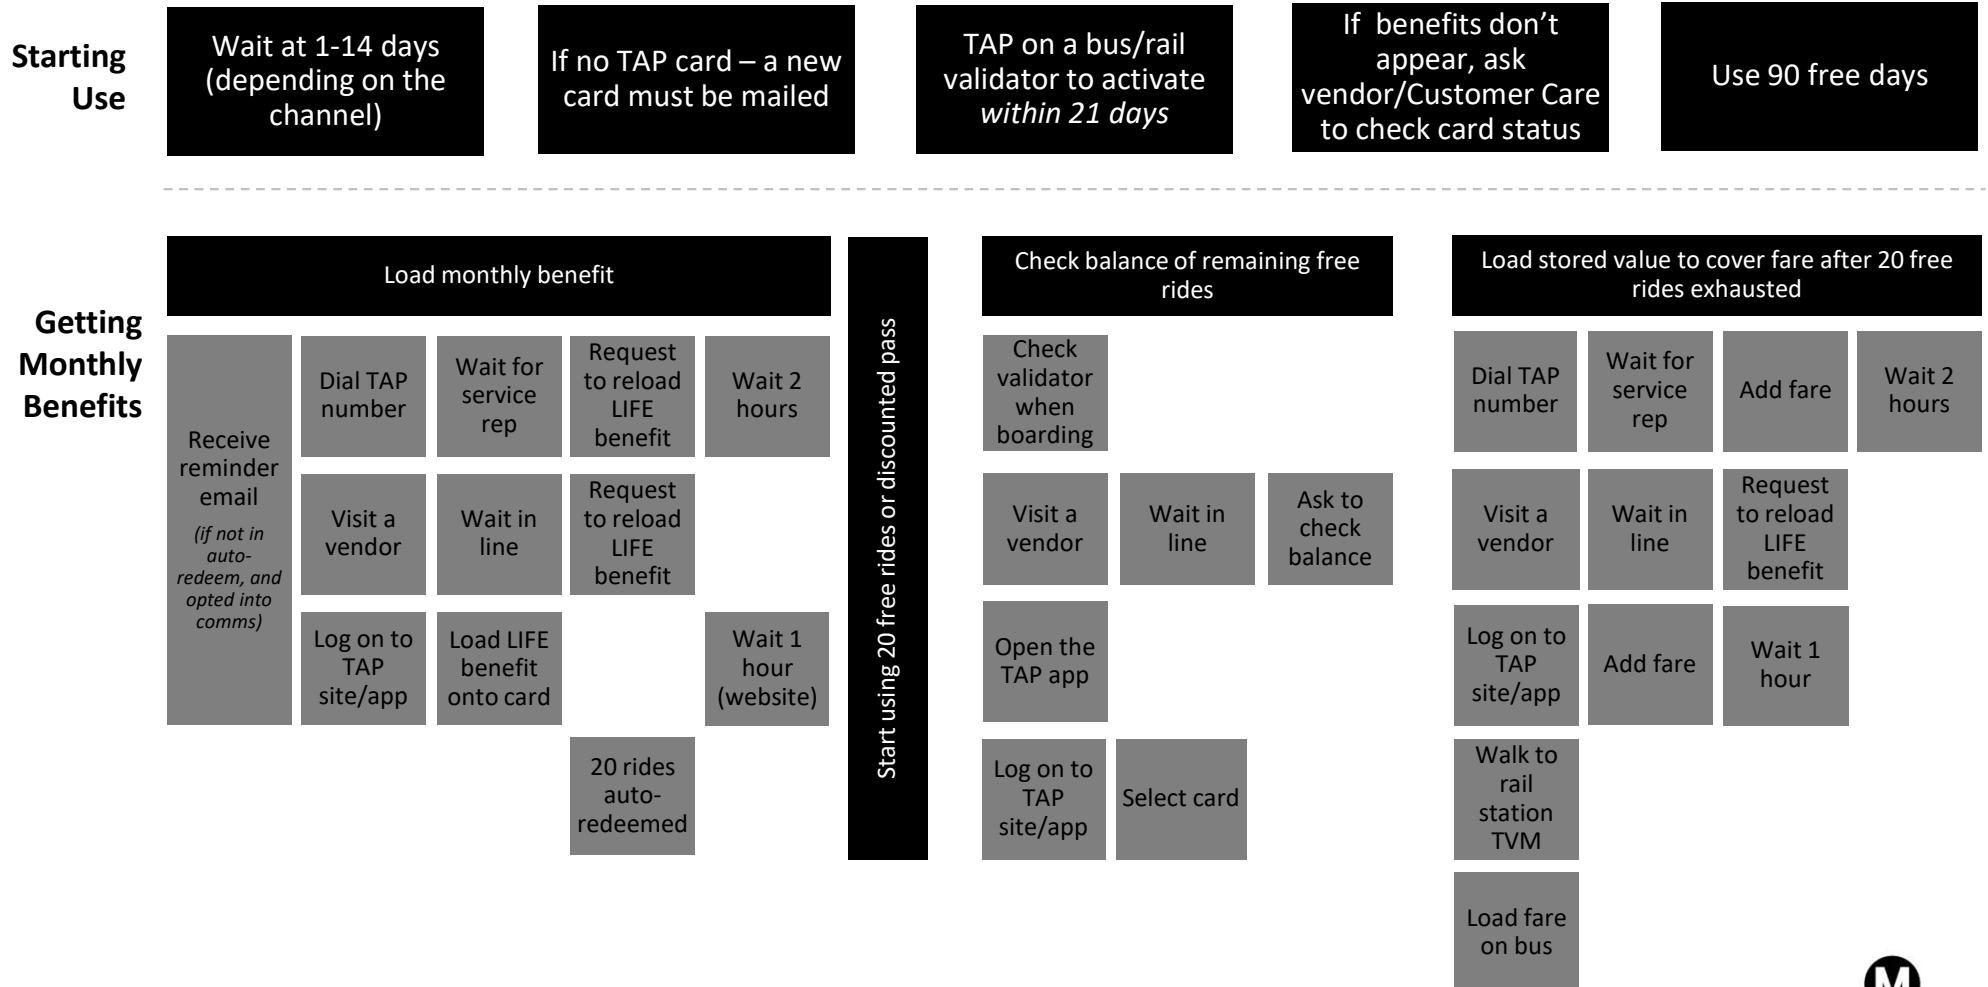 Starting
Use
Wait at 1-14 days
(depending on the
channel)
If no TAP card – a new
card must be mailed
TAP on a bus/rail
validator to activate
within 21 days
If  benefits don’t
appear, ask
vendor/Customer Care
to check card status
Use 90 free days
Getting
Monthly
Benefits
Load monthly benefit
Receive
reminder
email
(if not in
auto-
redeem, and
opted into
comms)
Dial TAP
number
Wait for
service
rep
Request
to reload
LIFE
benefit
Wait 2
hours
Visit a
vendor
Wait in
line
Request
to reload
LIFE
benefit
Log on to
TAP
site/app
Load LIFE
benefit
onto card
Wait 1
hour
(website)
20 rides
auto-
redeemed
Start using 20 free rides or discounted pass
Check balance of remaining free
rides
Check
validator
when
boarding
Visit a
vendor
Wait in
line
Ask to
check
balance
Open the
TAP app
Log on to
TAP
site/app
Select card
Load stored value to cover fare after 20 free
rides exhausted
Dial TAP
number
Wait for
service
rep
Add fare
Wait 2
hours
Visit a
vendor
Wait in
line
Request
to reload
LIFE
benefit
Log on to
TAP
site/app
Add fare
Wait 1
hour
Walk to
rail
station
TVM
Load fare
on bus
M